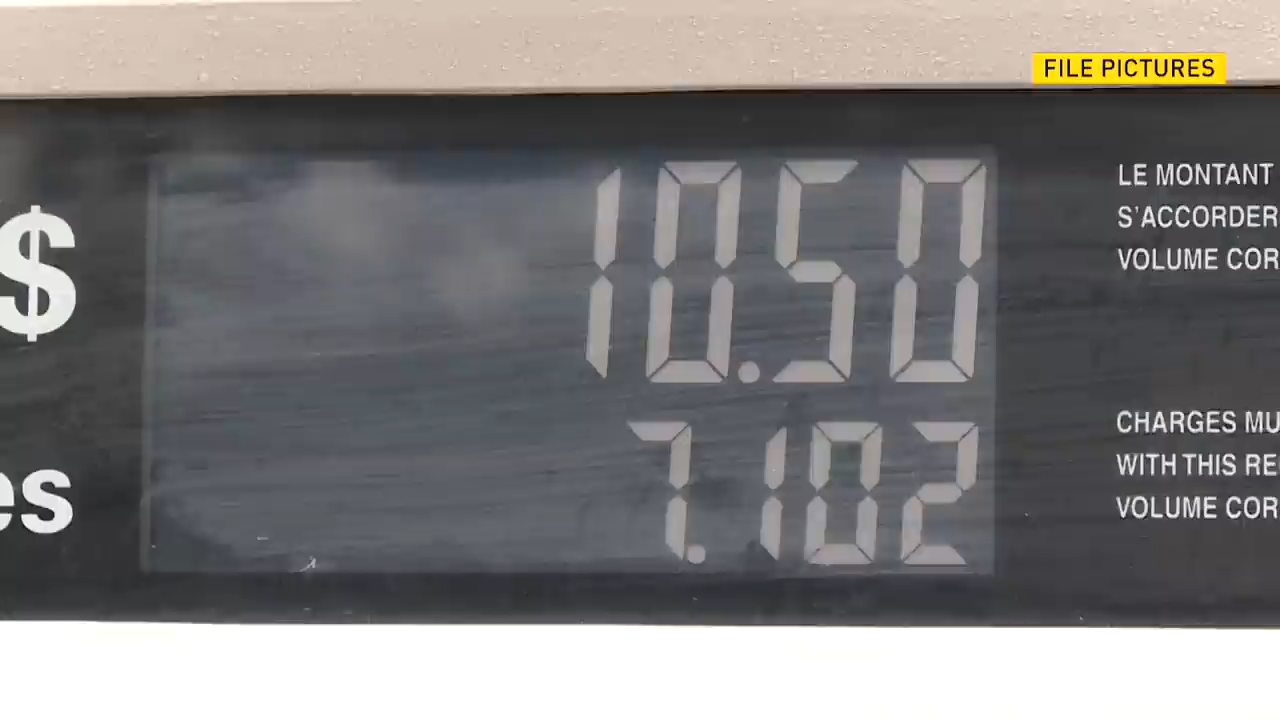 FILE PICTURES
$
10.50
LE MONTANT
S'ACCORDER
VOLUME COR
es
7.102
CHARGES MU
WITH THIS RE
VOLUME COR